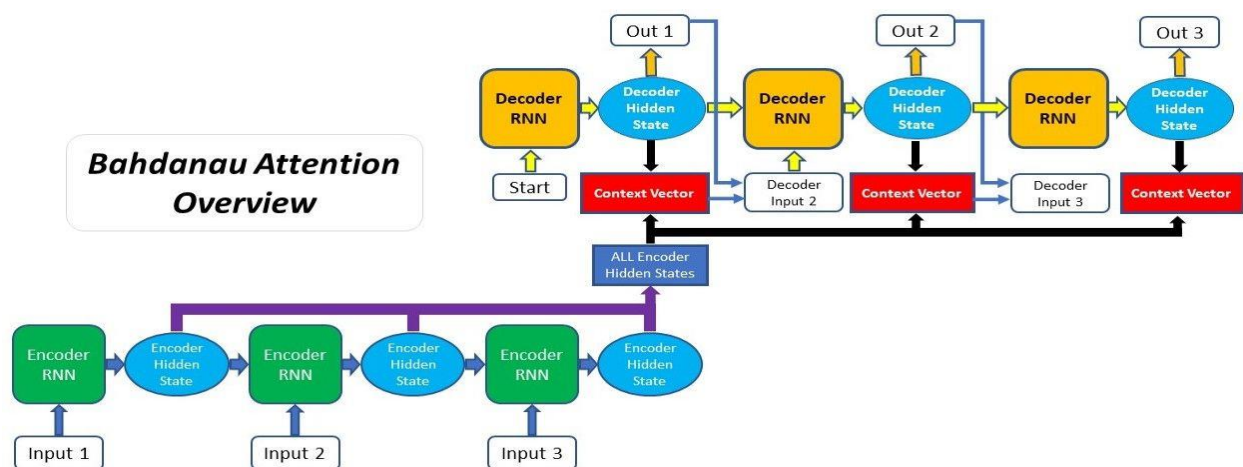 Out 1
Out 2
Out 3
Decoder
RNN
Decoder
Hidden
State
Decoder
RNN
Decoder
Hidden
State
Decoder
RNN
Decoder
Hidden
State
Bahdanau Attention
Overview
Start
Context Vector
Decoder
Input 2
Context Vector
Decoder
Input 3
Context Vector
ALL Encoder
Hidden States
Encoder
RNN
Encoder
Hidden
State
Encoder
RNN
Encoder
Hidden
State
Encoder
RNN
Encoder
Hidden
State
Input 1
Input 2
Input 3